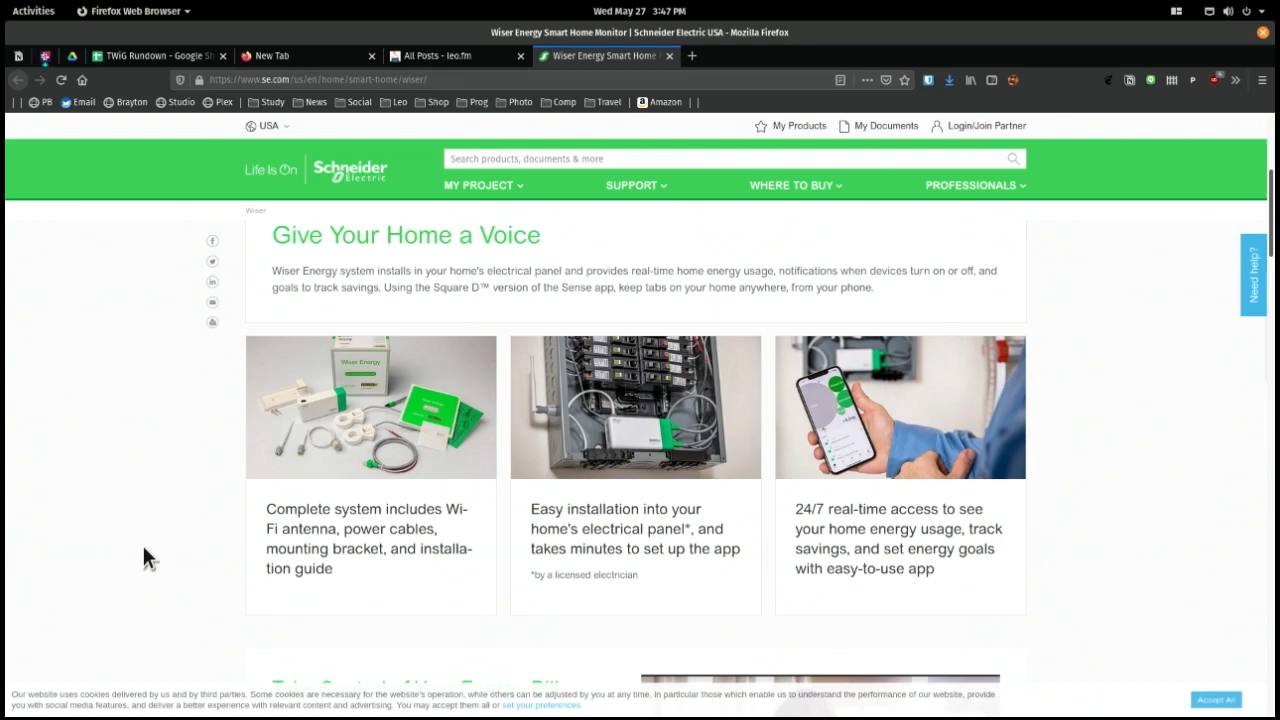 Activities
Firefox Web Browser
Wed May 27 3:47 PM
Wiser Energy Smart Home Monitor | Schneider Electric USA - Mozilla Firefox
TWiG Rundown - Google Sh
New Tab
All Posts - leo.fm
Wiser Energy Smart Home
https://www.se.com/us/en/home/smart-home/wiser/
PB
Email
Brayton
Studio
Plex
Study
News
Social
Leo
Shop
Prog
Photo
Comp
Travel
Amazon
USA
My Products
My Documents
Login/Join Partner
Life Is On
Schneider
Electric
Search products, documents & more
MY PROJECT
SUPPORT
WHERE TO BUY
PROFESSIONALS
Wiser
Give Your Home a Voice
Wiser Energy system installs in your home's electrical panel and provides real-time home energy usage, notifications when devices turn on or off, and
goals to track savings. Using the Square D™ version of the Sense app, keep tabs on your home anywhere, from your phone.
Need help?
Wiser Energy
Complete system includes Wi-
Fi antenna, power cables,
mounting bracket, and installa-
tion guide
Easy installation into your
home's electrical panel*, and
takes minutes to set up the app
*by a licensed electrician
24/7 real-time access to see
your home energy usage, track
savings, and set energy goals
with easy-to-use app
Our website uses cookies delivered by us and by third parties. Some cookies are necessary for the website's operation, while others can be adjusted by you at any time, in particular those which enable us to understand the performance of our website, provide
you with social media features, and deliver a better experience with relevant content and advertising. You may accept them all or set your preferences.
Accept All